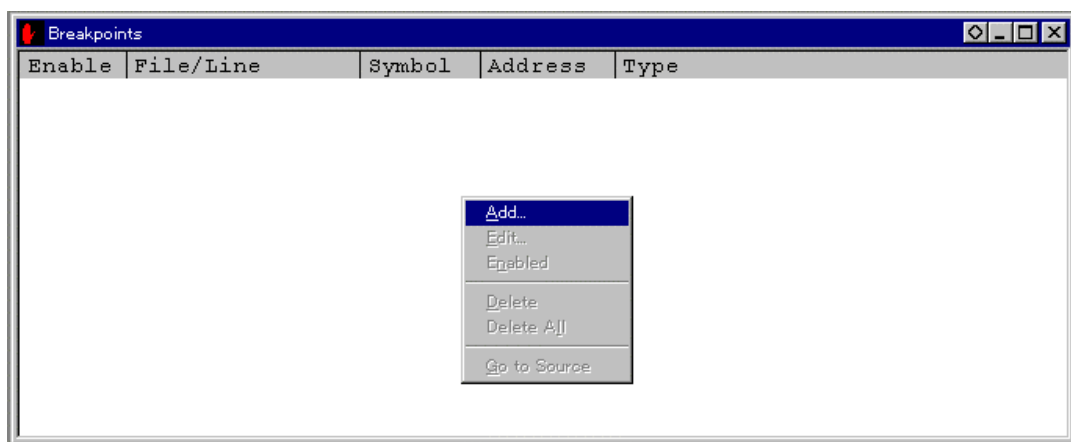 Breakpoints
Enable File/Line Symbol Address Type
Add...
Edit...
Enabled
Delete
Delete All
Go to Source